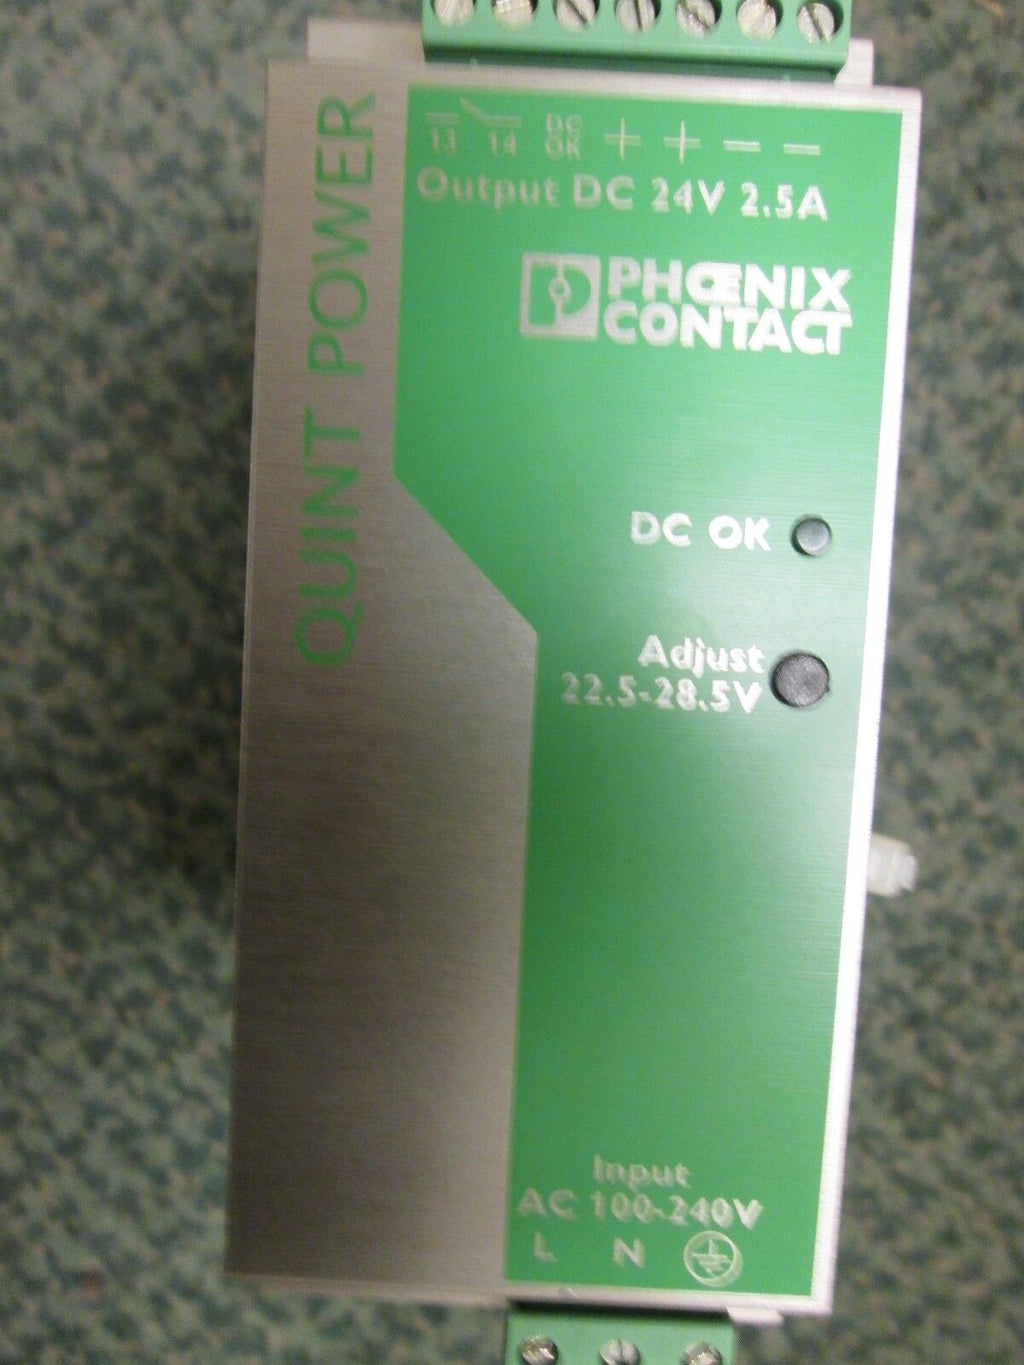 13 14 DC OK + + − −
Output DC 24V 2.5A
PHŒNIX
CONTACT
QUINT POWER
DC OK
Adjust
22.5-28.5V
Input
AC 100-240V
L N